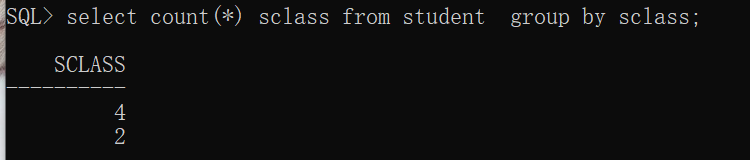 SQL> select count(*) sclass from student  group by sclass;
SCLASS
----------
4
2